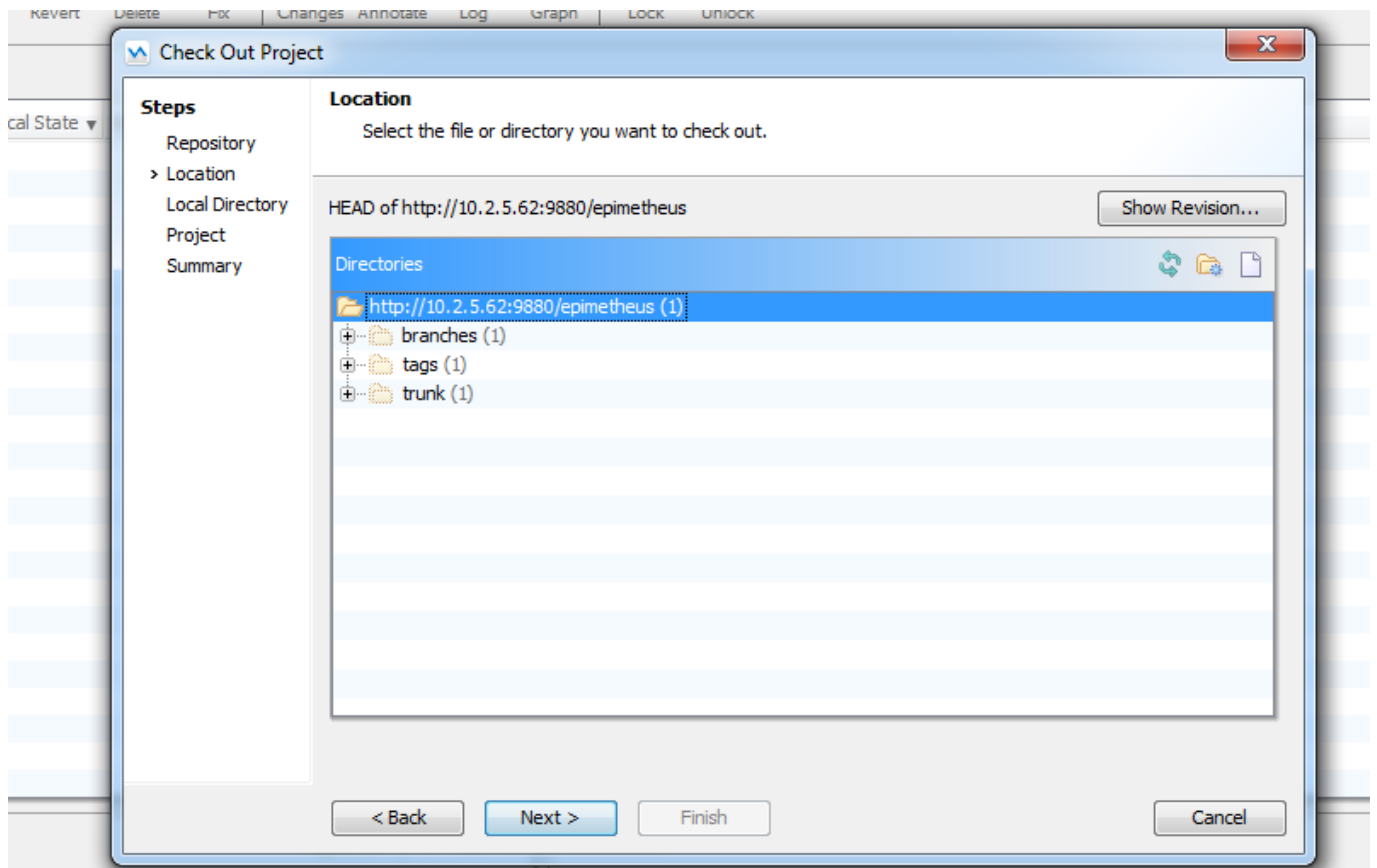 Revert Delete Fix Changes Annotate Log Graph Lock Unlock
Check Out Project
cal State
Steps
Repository
> Location
Local Directory
Project
Summary
Location
Select the file or directory you want to check out.
HEAD of http://10.2.5.62:9880/epimetheus
Show Revision...
Directories
http://10.2.5.62:9880/epimetheus (1)
branches (1)
tags (1)
trunk (1)
< Back Next > Finish Cancel